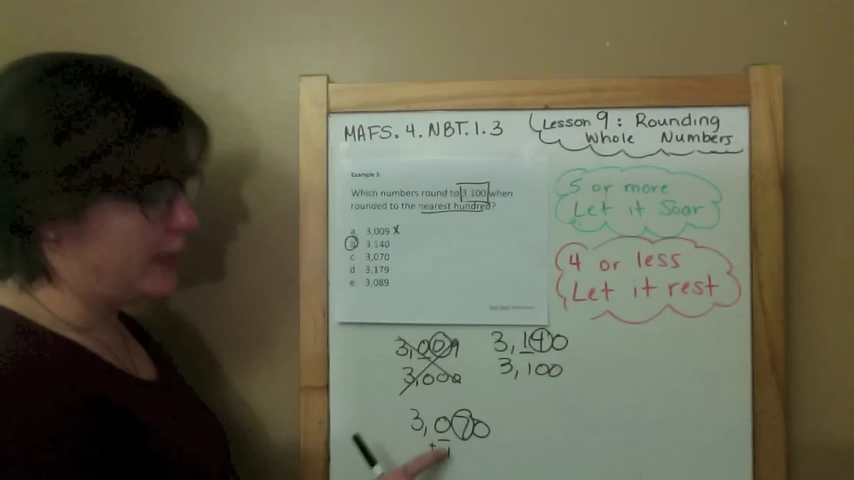 MAFS.4.NBT.1.3
Lesson 9: Rounding
Whole Numbers
Example 3:
Which numbers round to 3,100 when
rounded to the nearest hundred?
a 3,009 x
b 3,140
c 3,070
d 3,179
e 3,089
5 or more
Let it Soar
4 or less
Let it rest
3,009
3,000
3,140
3,100
3,070
+1